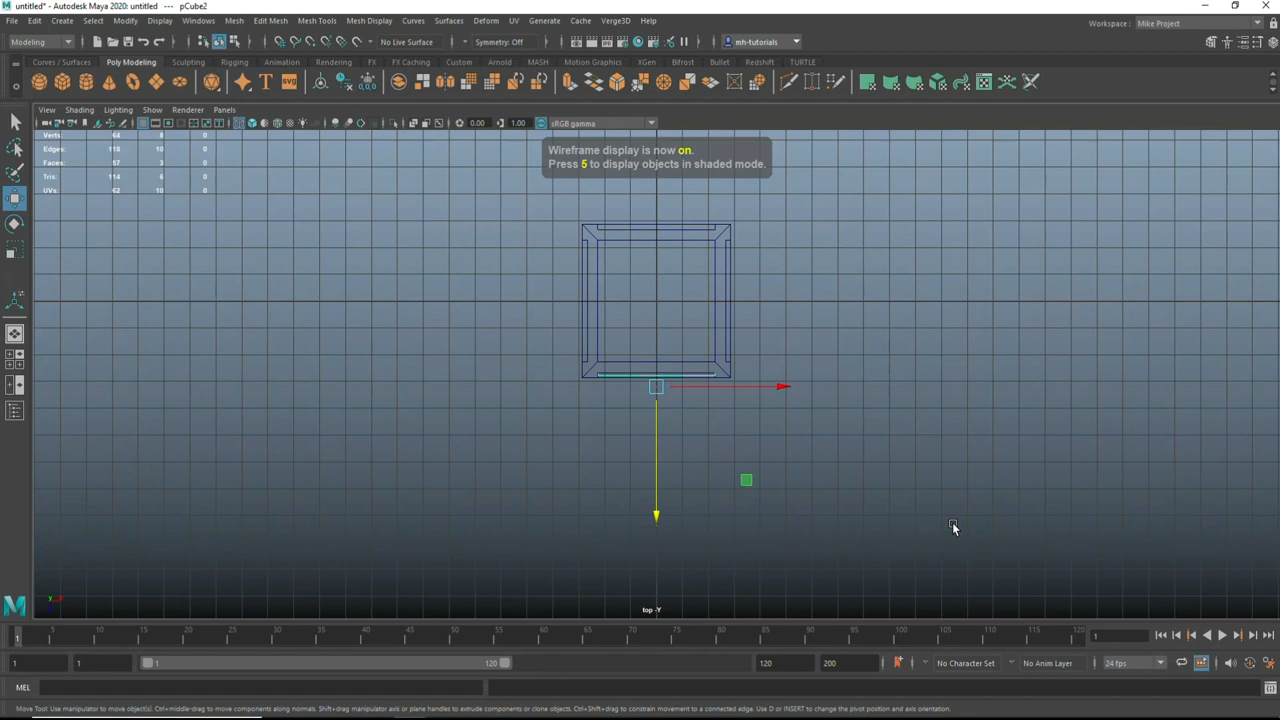 untitled* - Autodesk Maya 2020: untitled --- pCube2
File Edit Create Select Modify Display Windows Mesh Edit Mesh Mesh Tools Mesh Display Curves Surfaces Deform UV Generate Cache Verge3D Help
Workspace : Mike Project
Modeling No Live Surface Symmetry: Off mh-tutorials
Curves / Surfaces Poly Modeling Sculpting Rigging Animation Rendering FX FX Caching Custom Arnold MASH Motion Graphics XGen Bifrost Bullet Redshift TURTLE
View Shading Lighting Show Renderer Panels
0.00 1.00 sRGB gamma
Verts: 64 8 0
Edges: 118 10 0
Faces: 57 3 0
Tris: 114 6 0
UVs: 62 10 0
Wireframe display is now on.
Press 5 to display objects in shaded mode.
top -Y
1 5 10 15 20 25 30 35 40 45 50 55 60 65 70 75 80 85 90 95 100 105 110 115 120 1
1 1 1 120 120 200 No Character Set No Anim Layer 24 fps
MEL
Move Tool: Use manipulator to move object(s). Ctrl+middle-drag to move components along normals. Shift+drag manipulator axis or plane handles to extrude components or clone objects. Ctrl+Shift+drag to constrain movement to a connected edge. Use D or INSERT to change the pivot position and axis orientation.